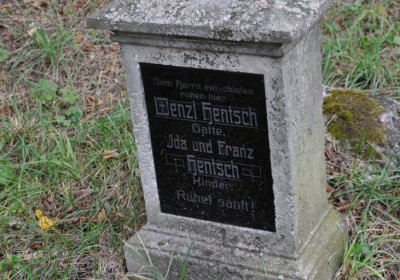 Dem Herrn entschlafen
ruhen hier
Wenzl Hentsch
Gatte,
Ida und Franz
Hentsch
Kinder.
Ruhet sanft!